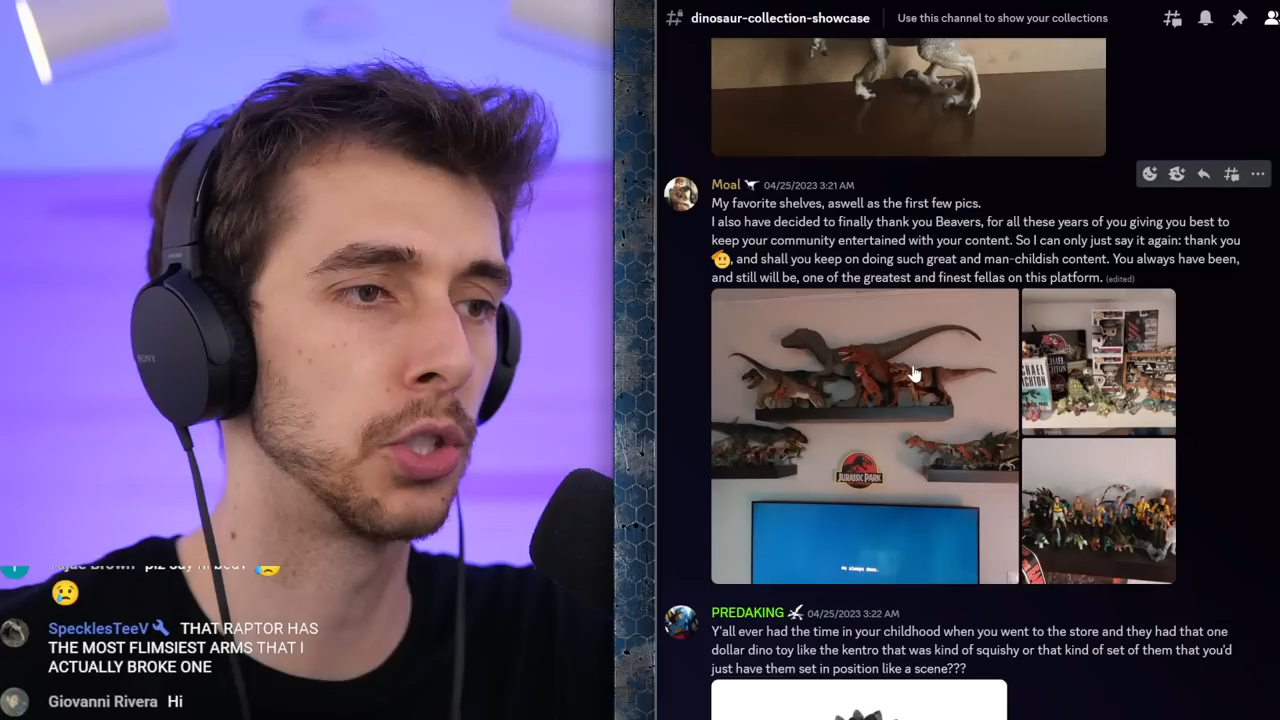 dinosaur-collection-showcase
Use this channel to show your collections
Moal 04/25/2023 3:21 AM
My favorite shelves, aswell as the first few pics.
I also have decided to finally thank you Beavers, for all these years of you giving you best to
keep your community entertained with your content. So I can only just say it again: thank you
🫡, and shall you keep on doing such great and man-childish content. You always have been,
and still will be, one of the greatest and finest fellas on this platform. (edited)
JURASSIC PARK
PREDAKING 04/25/2023 3:22 AM
Y'all ever had the time in your childhood when you went to the store and they had that one
dollar dino toy like the kentro that was kind of squishy or that kind of set of them that you'd
just have them set in position like a scene???
SONY
😢
SpecklesTeeV🔧 THAT RAPTOR HAS
THE MOST FLIMSIEST ARMS THAT I
ACTUALLY BROKE ONE
Giovanni Rivera Hi